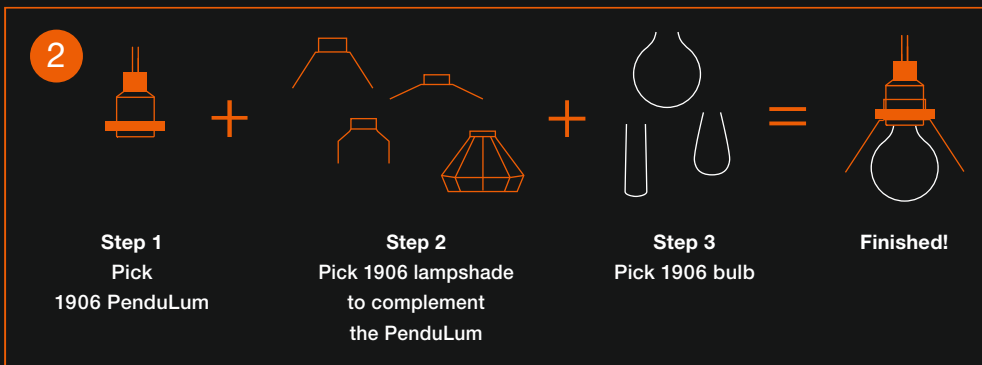 2
+ + =
Step 1
Pick
1906 PenduLum
Step 2
Pick 1906 lampshade
to complement
the PenduLum
Step 3
Pick 1906 bulb
Finished!